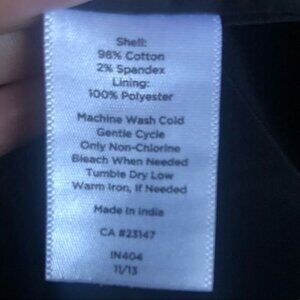 Shell:
98% Cotton
2% Spandex
Lining:
100% Polyester
Machine Wash Cold
Gentle Cycle
Only Non-Chlorine
Bleach When Needed
Tumble Dry Low
Warm Iron, If Needed
Made in India
CA #23147
IN404
11/13